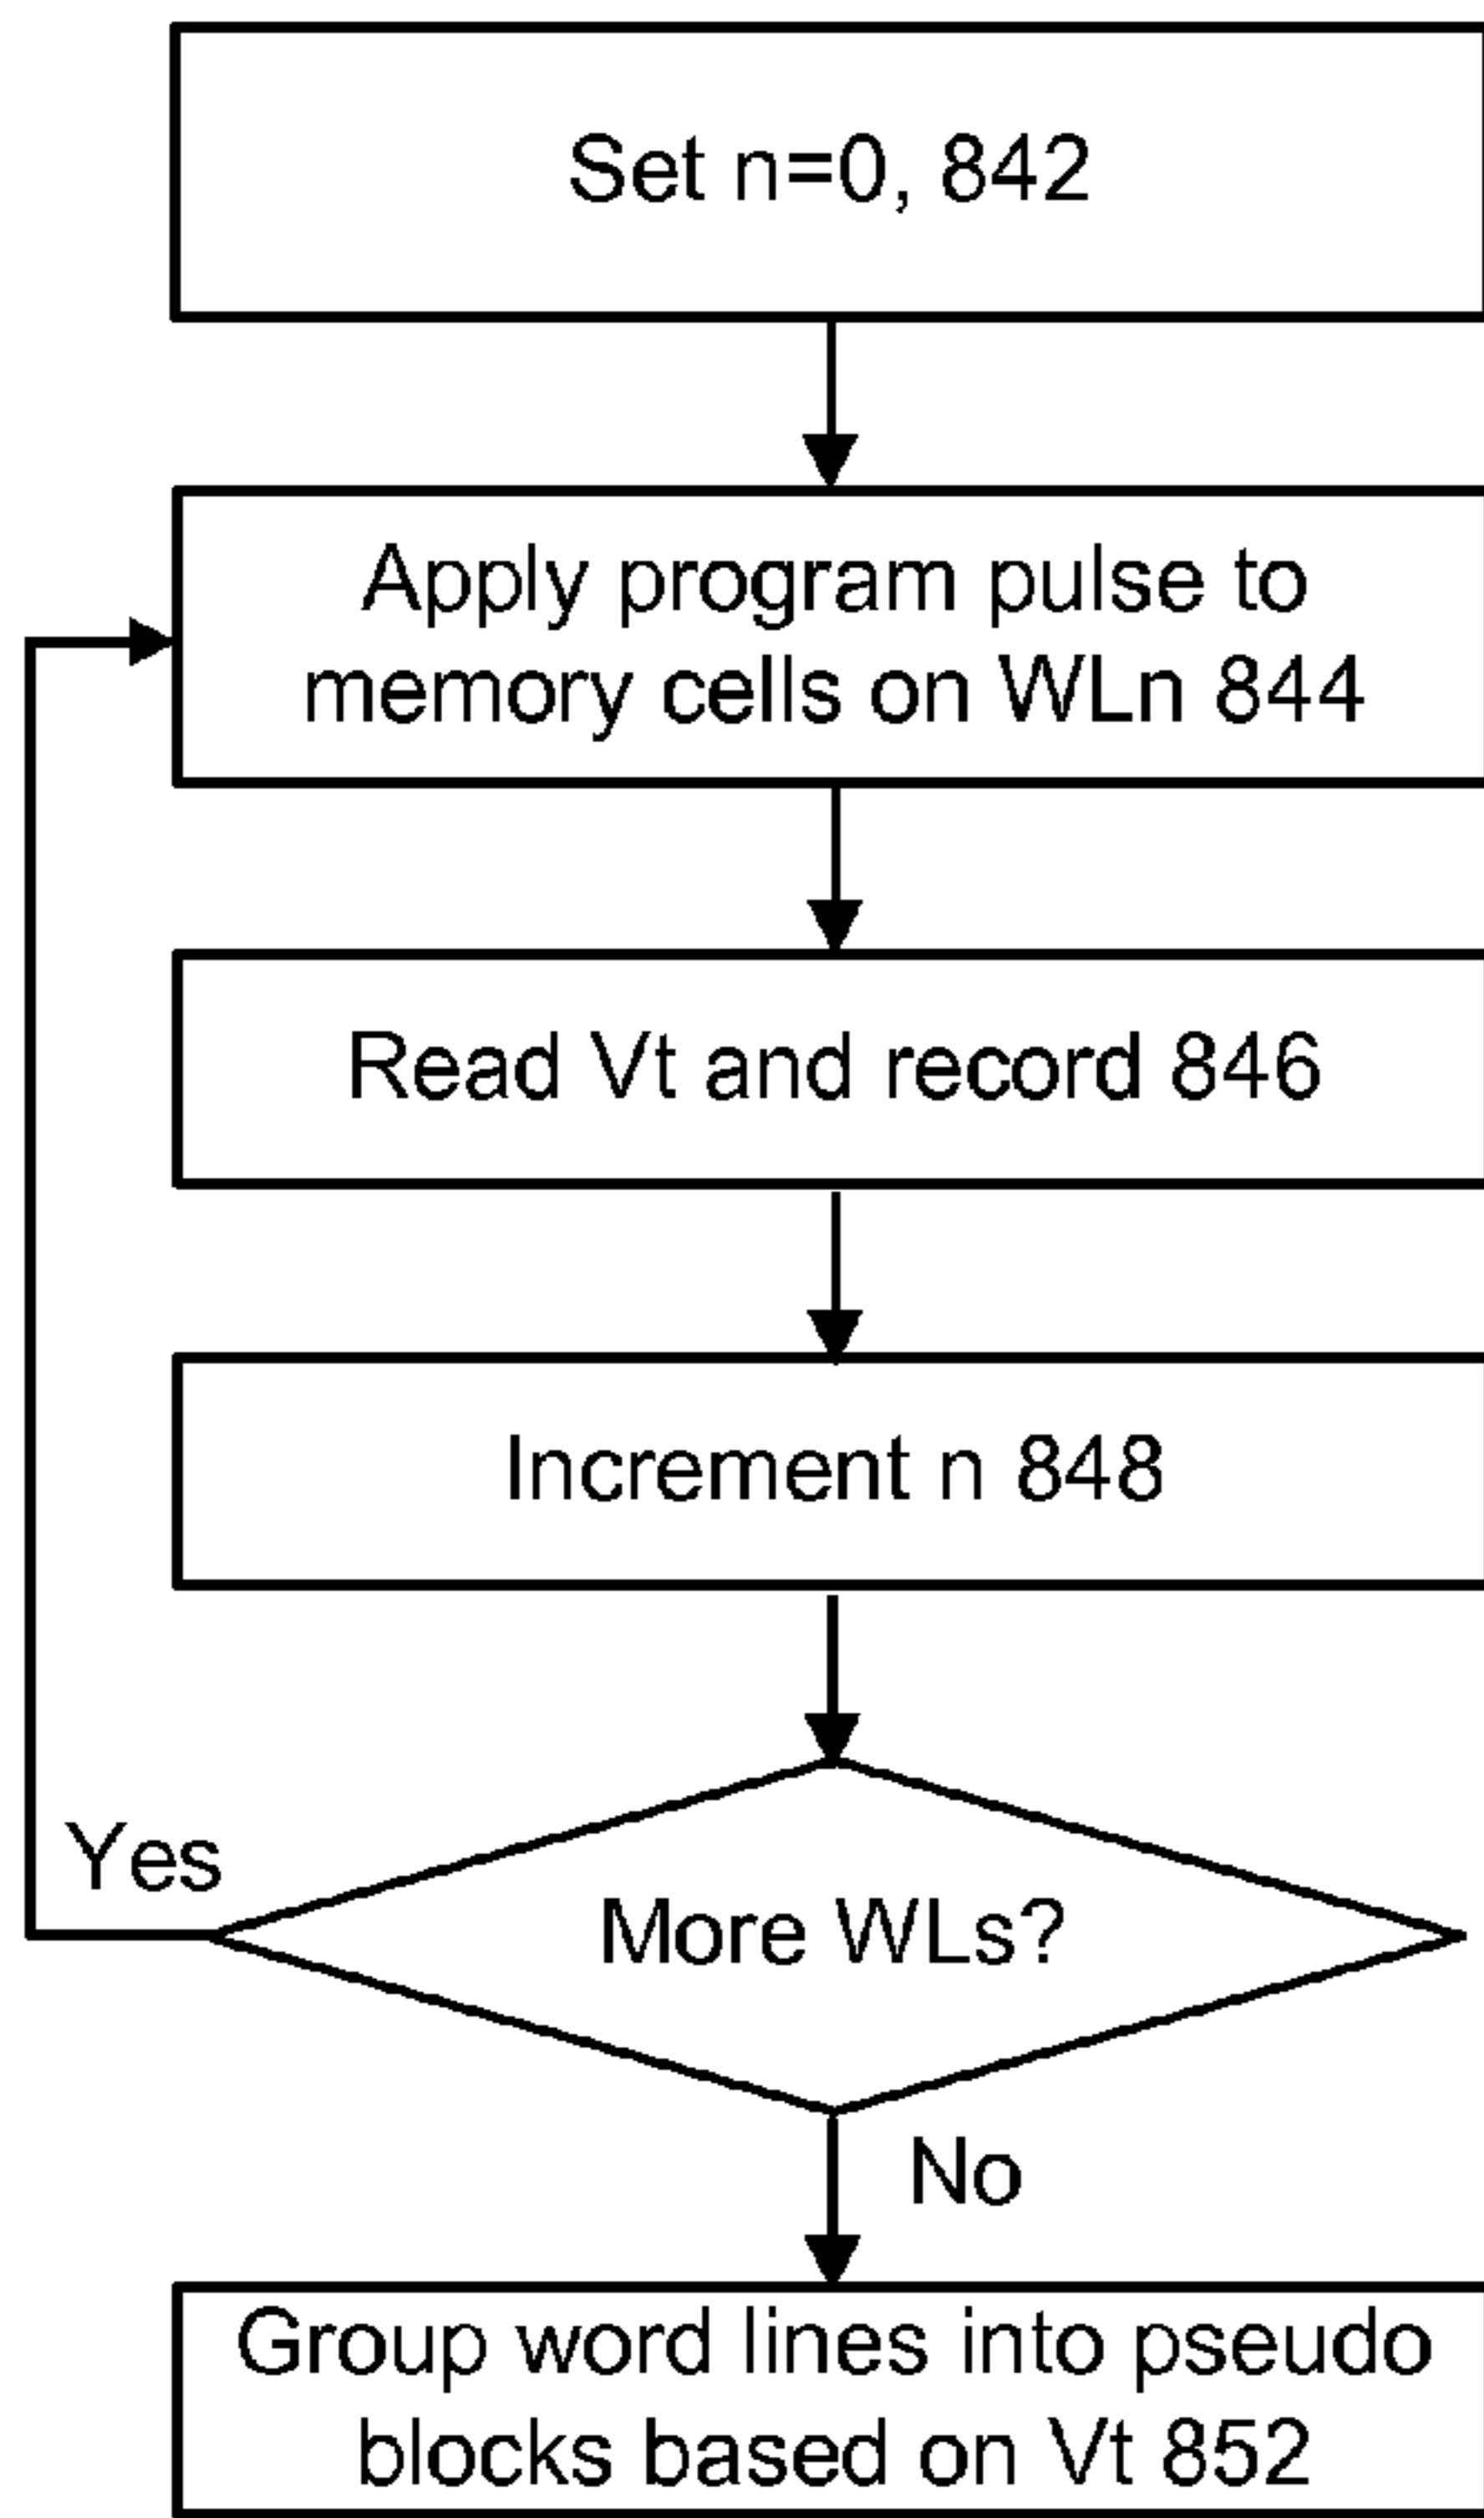 Set n=0, 842
Apply program pulse to
memory cells on WLn 844
Read Vt and record 846
Increment n 848
Yes
More WLs?
No
Group word lines into pseudo
blocks based on Vt 852